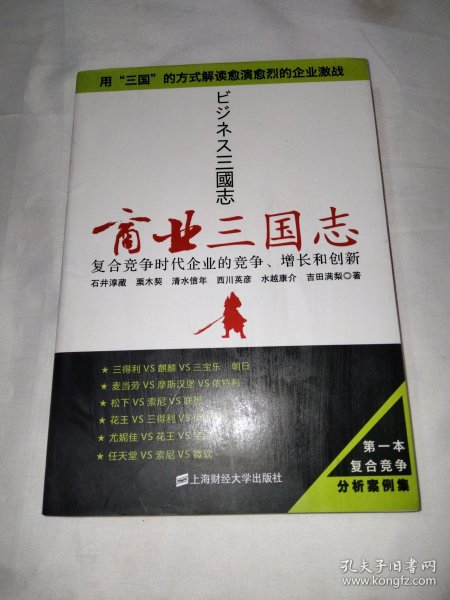 用“三国”的方式解读愈演愈烈的企业激战
ビジネス三國志
商业三国志
复合竞争时代企业的竞争、增长和创新
石井淳蔵 栗木契 清水信年 西川英彦 水越康介 吉田满梨◎著
★ 三得利 VS 麒麟 VS 三宝乐 朝日
★ 麦当劳 VS 摩斯汉堡 VS 依特利
★ 松下 VS 索尼 VS 联想
★ 花王 VS 三得利 VS
★ 尤妮佳 VS 花王 VS
★ 任天堂 VS 索尼 VS 微软
第一本
复合竞争
分析案例集
上海财经大学出版社
孔夫子旧书网
www.kongfz.com